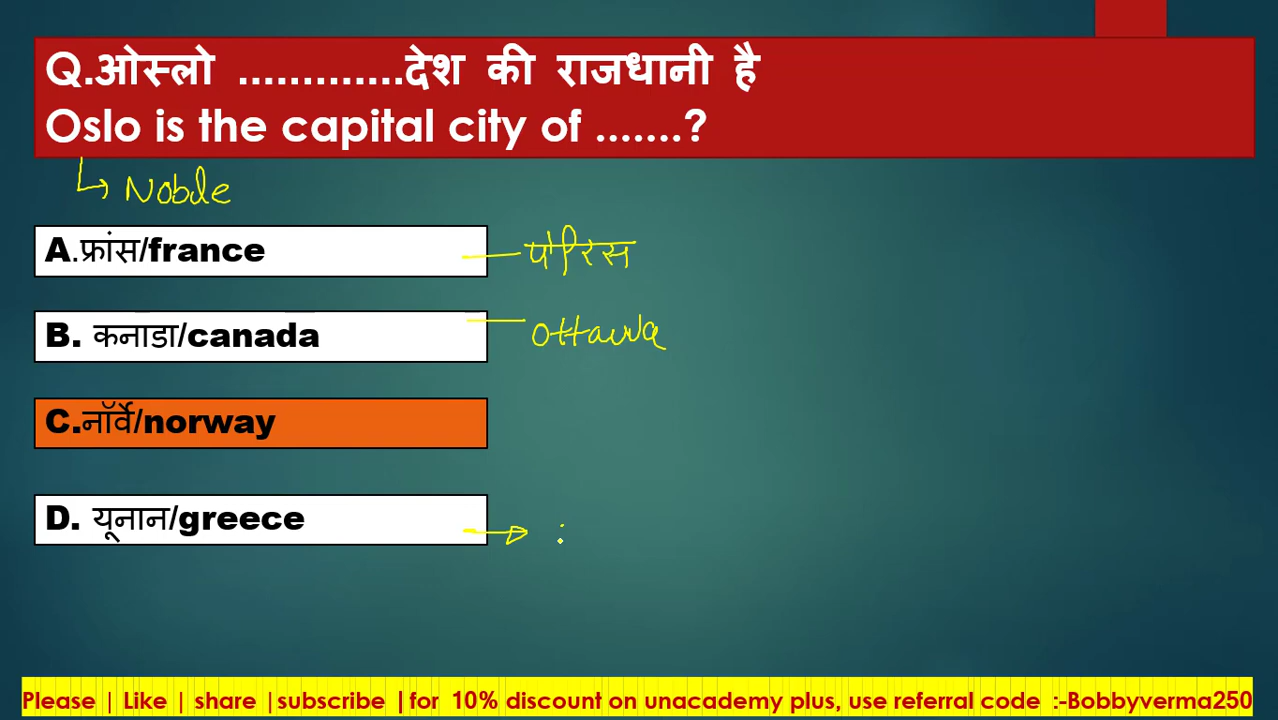 Q.ओस्लो .............देश की राजधानी है
Oslo is the capital city of .......?
Noble
A.फ्रांस/france
पेरिस
B. कनाडा/canada
ottawa
C.नॉर्वे/norway
D. यूनान/greece
Please | Like | share |subscribe |for 10% discount on unacademy plus, use referral code :-Bobbyverma250